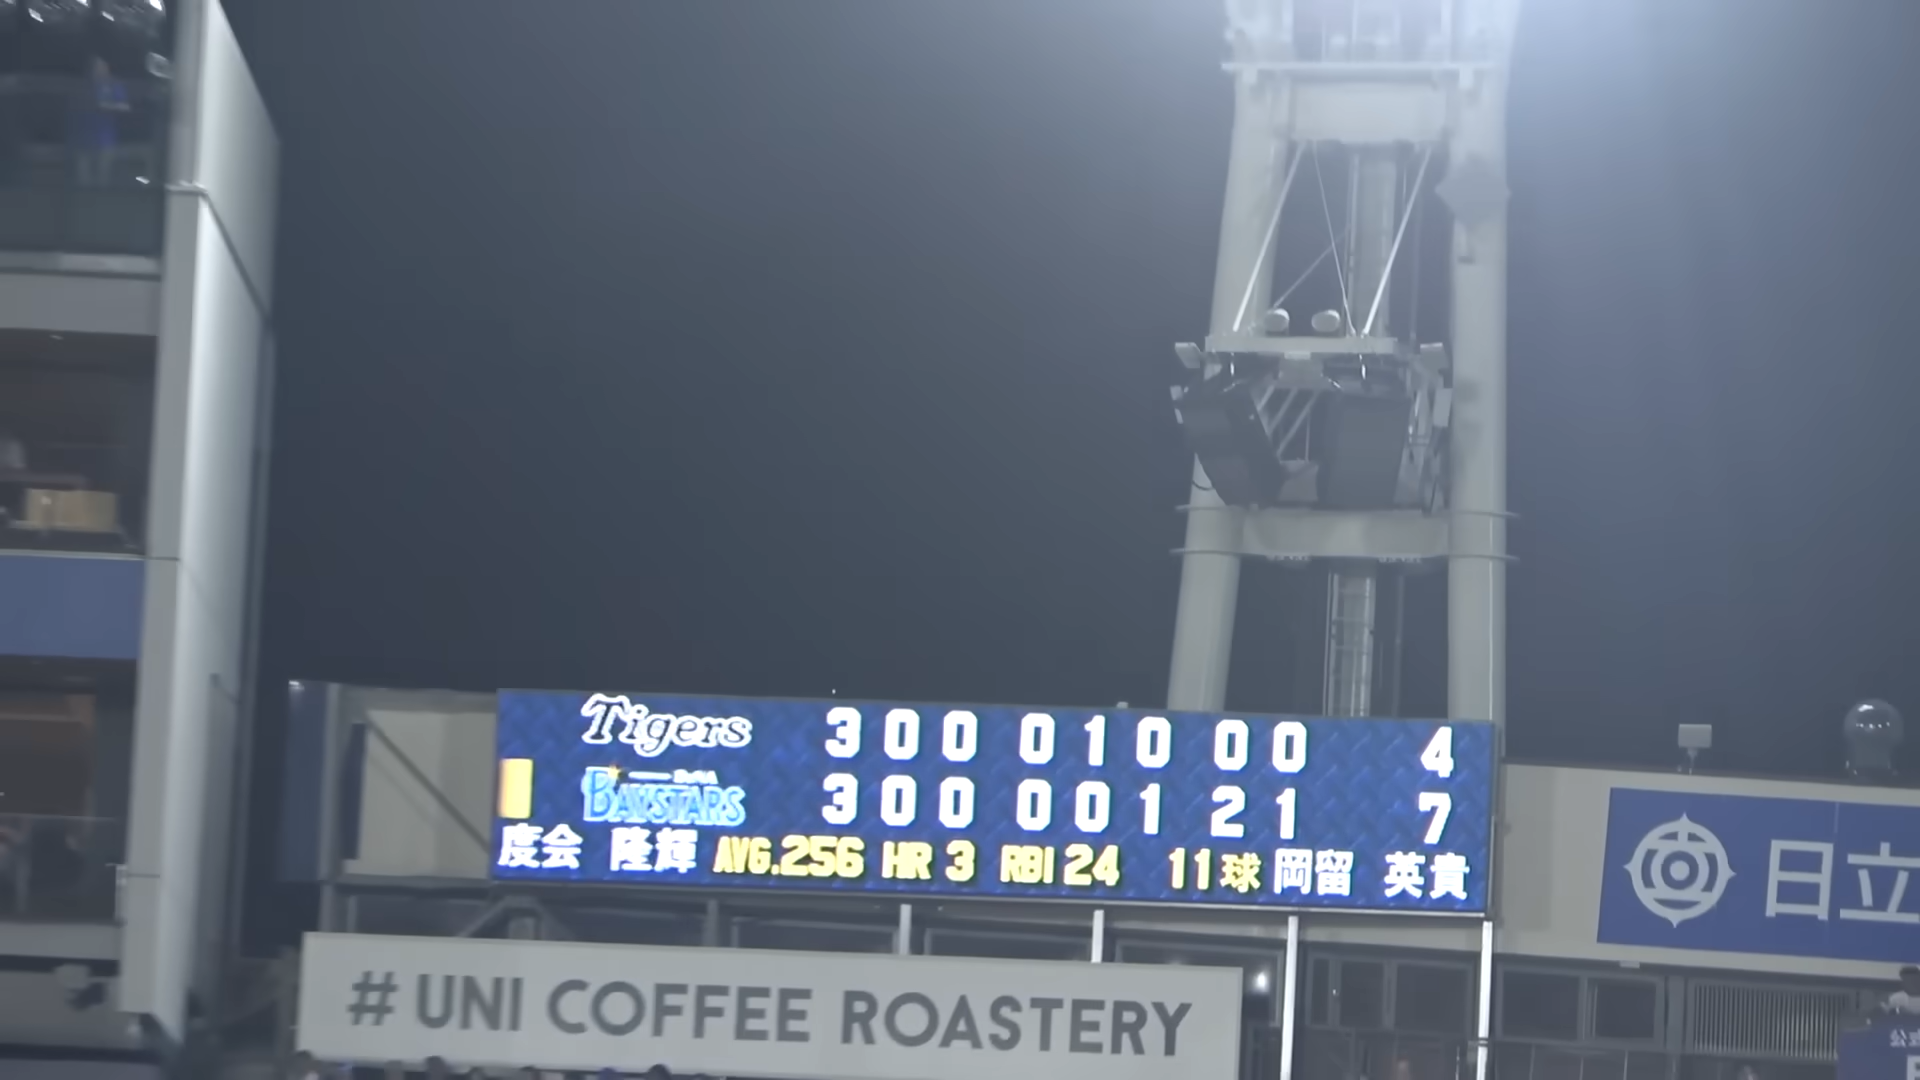 Tigers 3 0 0 0 1 0 0 0 4
BAYSTARS 3 0 0 0 0 1 2 1 7
度会 隆輝 AVG.256 HR 3 RBI 24 11球 岡留 英貴
日立
# UNI COFFEE ROASTERY